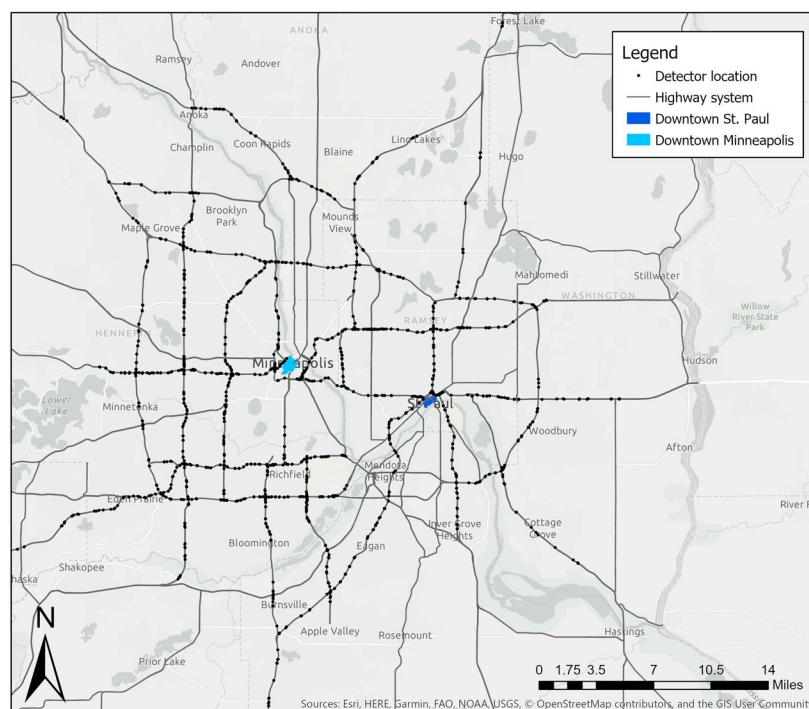 Forest Lake
ANOKA
Ramsey
Andover
Legend
Detector location
Highway system
Downtown St. Paul
Downtown Minneapolis
Anoka
Champlin
Coon Rapids
Blaine
Lino Lakes
Hugo
Brooklyn
Park
Mounds
View
Maple Grove
Mahtomedi
Stillwater
WASHINGTON
Willow
River State
Park
RAMSEY
HENNEPIN
Minneapolis
Hudson
Lower
Lake
Minnetonka
St. Paul
Woodbury
Afton
Richfield
Mendota
Heights
Eden Prairie
River
Bloomington
Inver Grove
Heights
Cottage
Grove
Eagan
Shakopee
haska
Burnsville
Apple Valley
Rosemount
Hastings
Prior Lake
N
0 1.75 3.5 7 10.5 14
Miles
Sources: Esri, HERE, Garmin, FAO, NOAA, USGS, © OpenStreetMap contributors, and the GIS User Communit